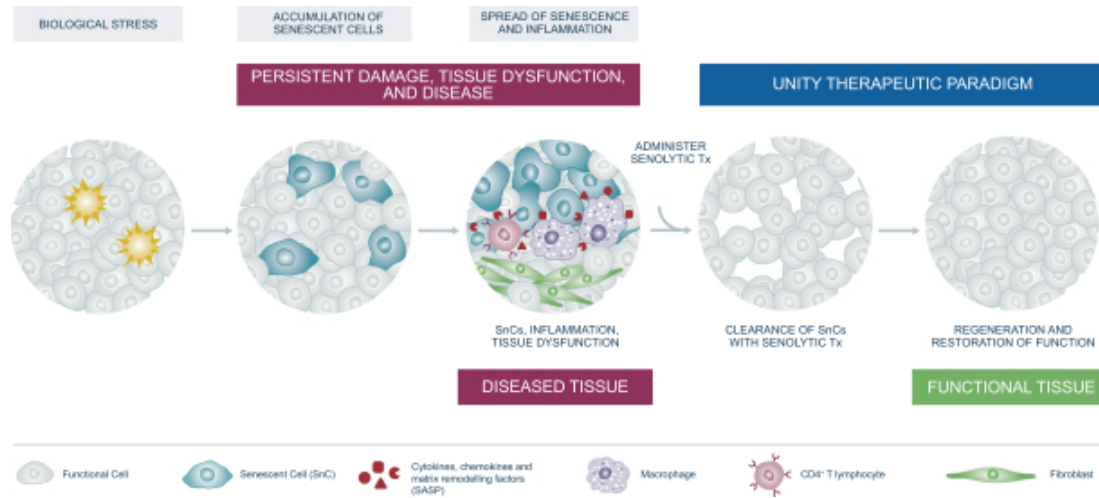 BIOLOGICAL STRESS
ACCUMULATION OF
SENESCENT CELLS
SPREAD OF SENESCENCE
AND INFLAMMATION
PERSISTENT DAMAGE, TISSUE DYSFUNCTION,
AND DISEASE
UNITY THERAPEUTIC PARADIGM
ADMINISTER
SENOLYTIC Tx
SnCs, INFLAMMATION,
TISSUE DYSFUNCTION
CLEARANCE OF SnCs
WITH SENOLYTIC Tx
REGENERATION AND
RESTORATION OF FUNCTION
DISEASED TISSUE
FUNCTIONAL TISSUE
Functional Cell
Senescent Cell (SnC)
Cytokines, chemokines and
matrix remodelling factors
(SASP)
Macrophage
CD4⁺ T lymphocyte
Fibroblast